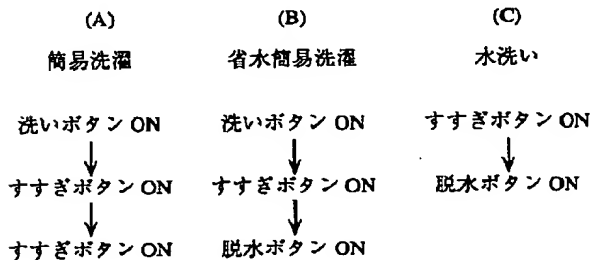 (A) (B) (C)
簡易洗濯 省水簡易洗濯 水洗い
洗いボタン ON 洗いボタン ON すすぎボタン ON
すすぎボタン ON すすぎボタン ON 脱水ボタン ON
すすぎボタン ON 脱水ボタン ON